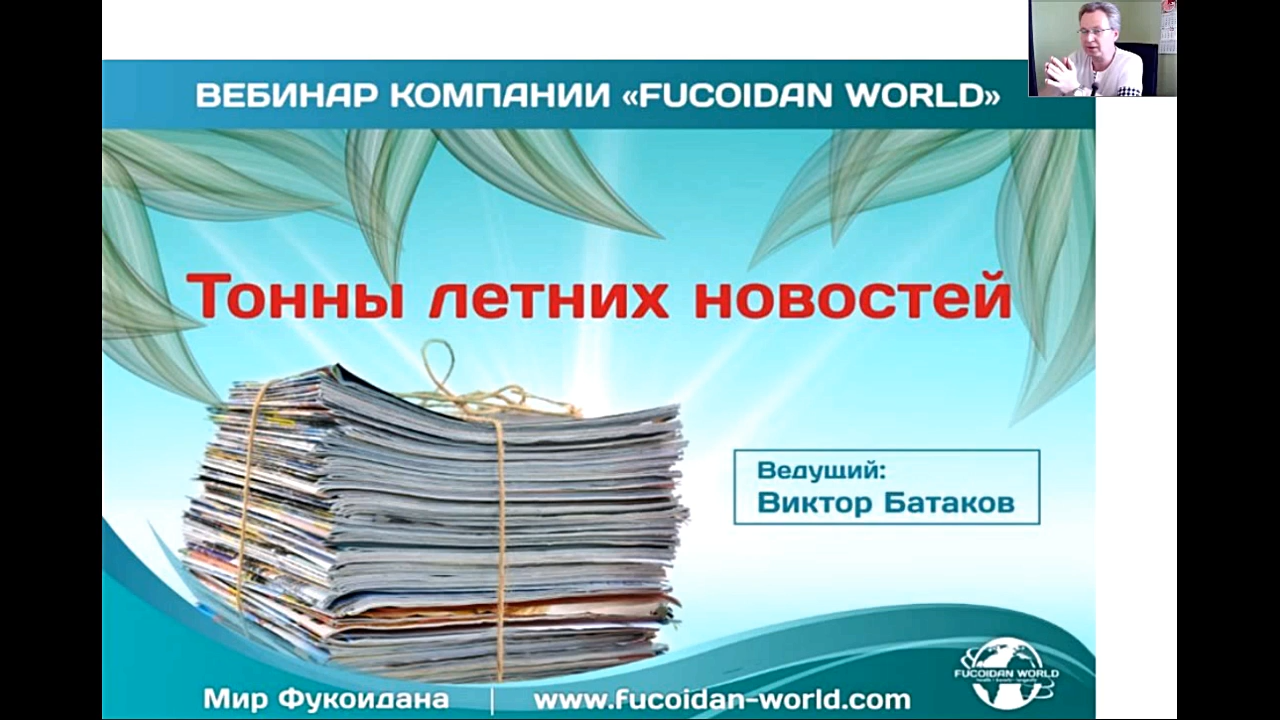 ВЕБИНАР КОМПАНИИ «FUCOIDAN WORLD»
Тонны летних новостей
Ведущий:
Виктор Батаков
FUCOIDAN WORLD
Мир Фукоидана | www.fucoidan-world.com